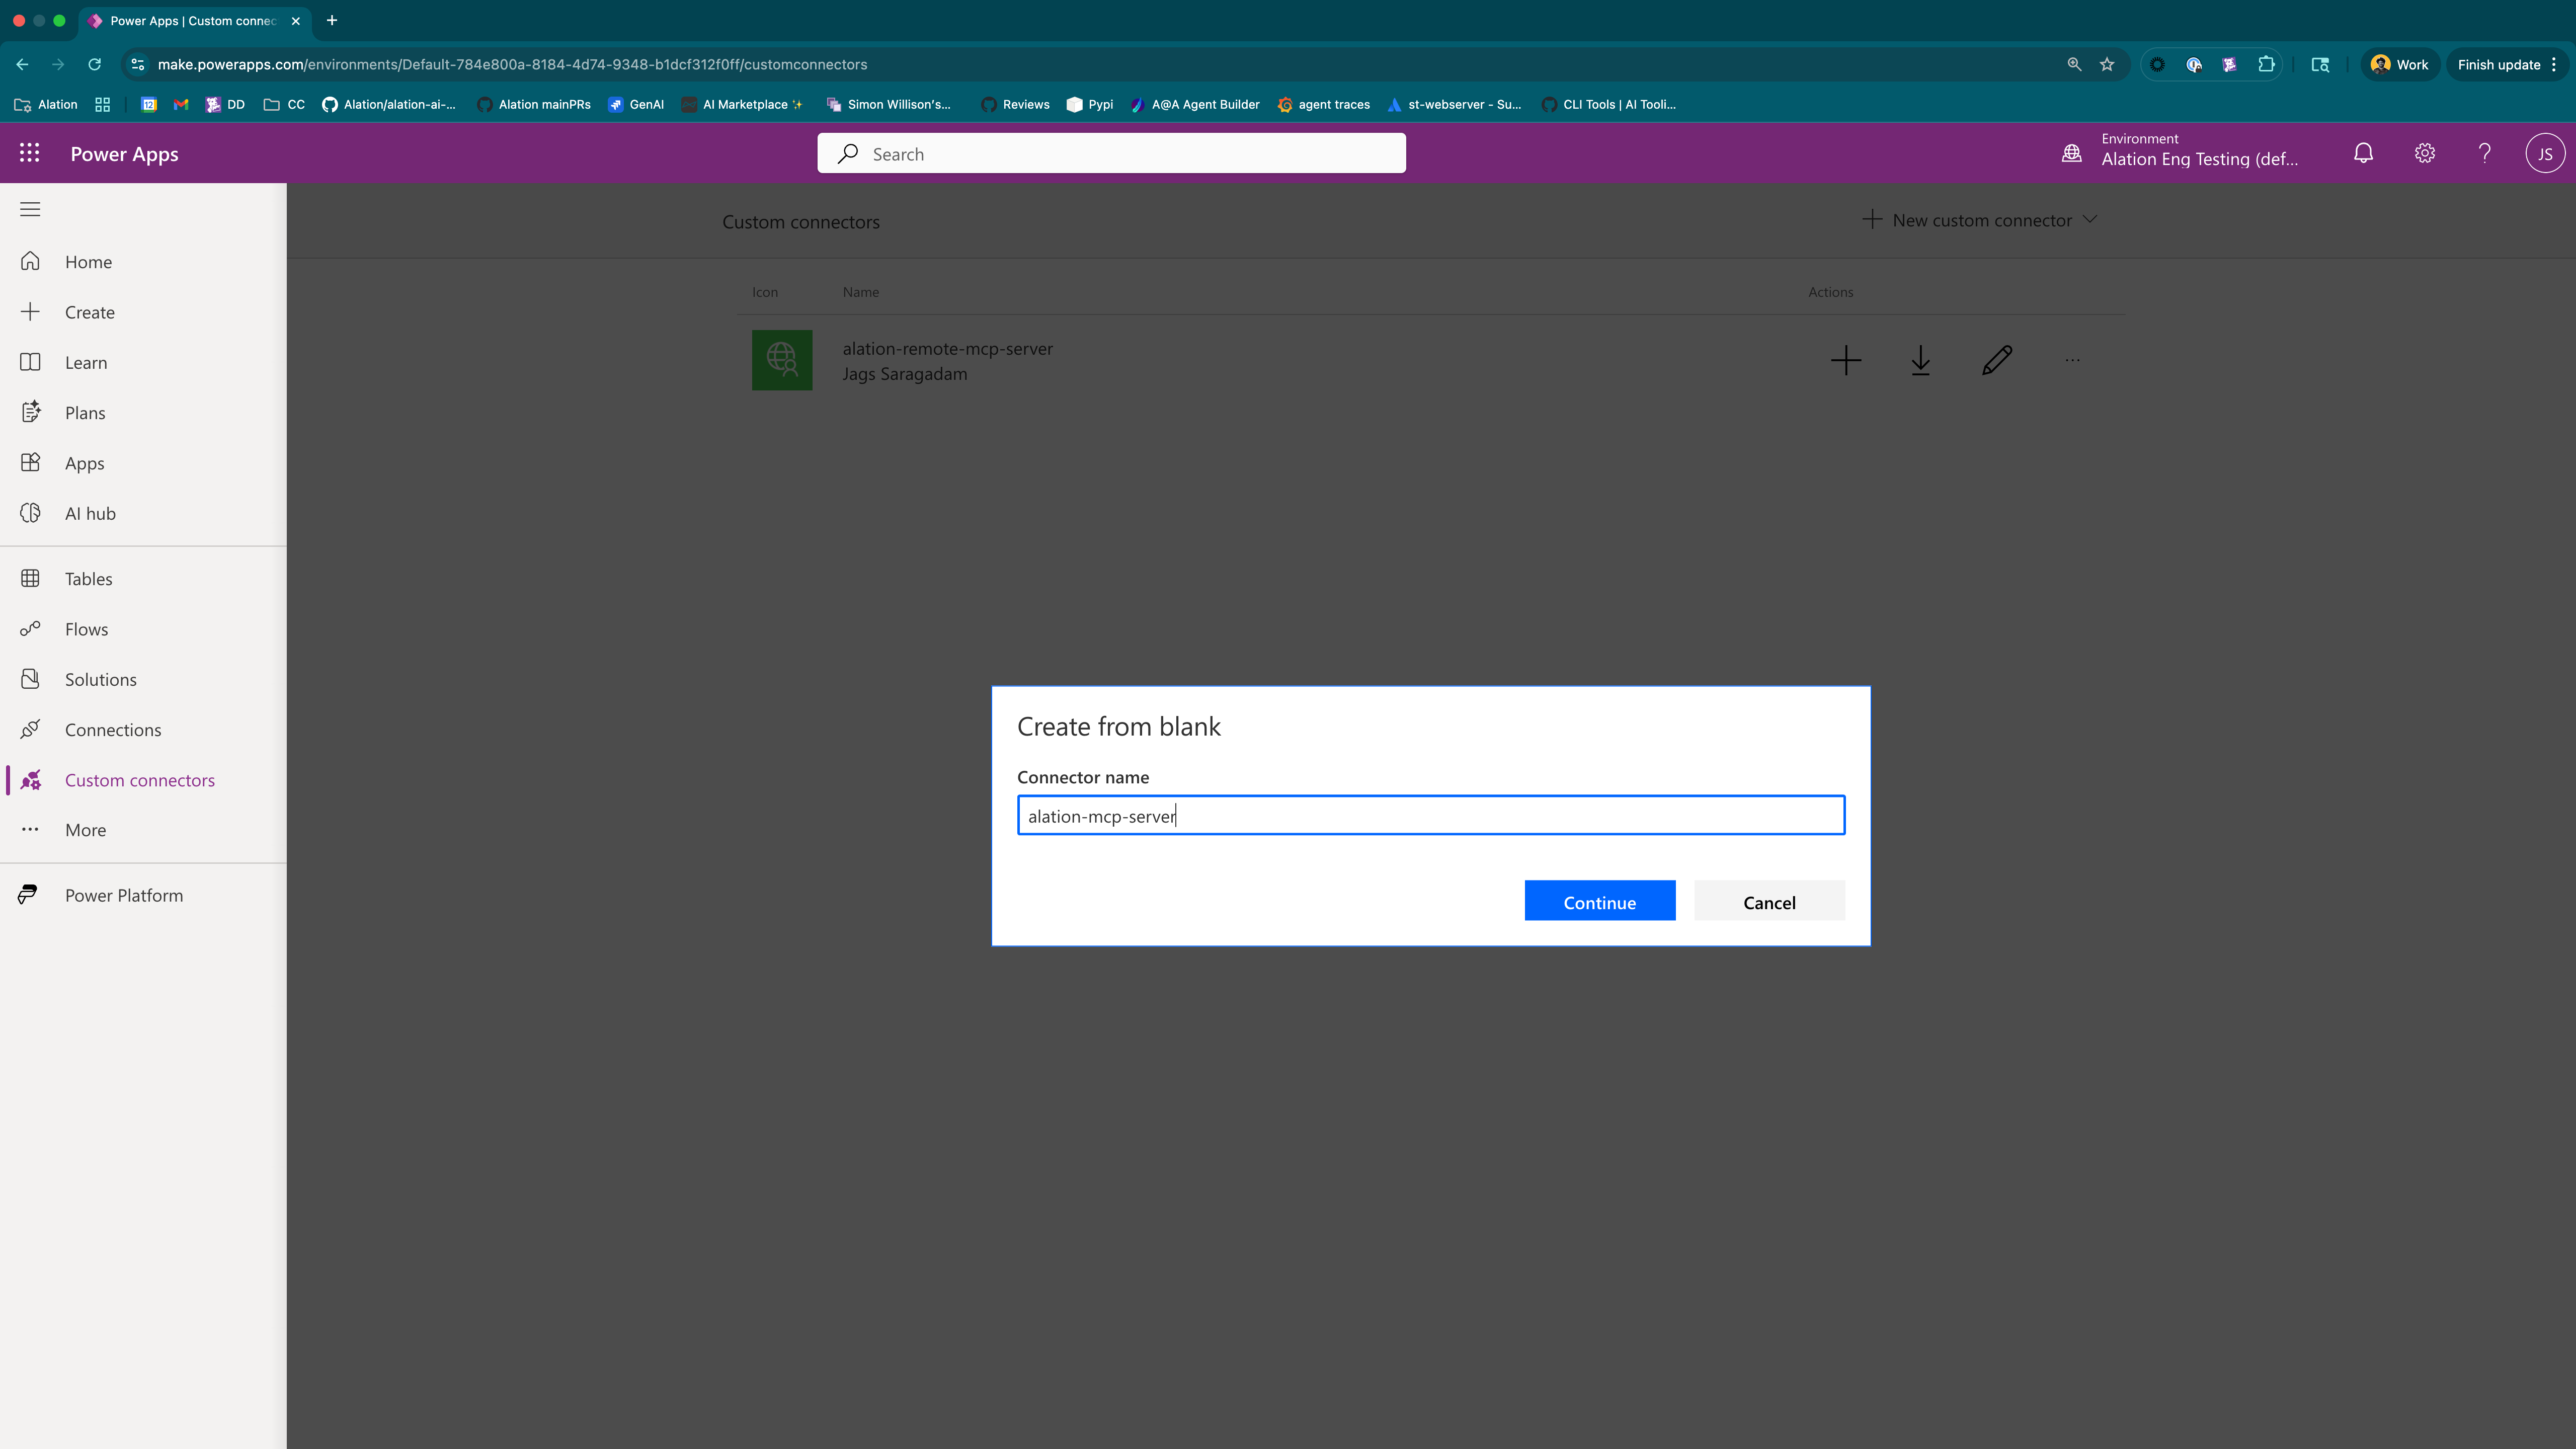 Power Apps | Custom connec
make.powerapps.com/environments/Default-784e800a-8184-4d74-9348-b1dcf312f0ff/customconnectors
Work
Finish update
Alation
12
DD
CC
Alation/alation-ai-...
Alation mainPRs
GenAI
AI Marketplace ✨
Simon Willison's...
Reviews
Pypi
A@A Agent Builder
agent traces
st-webserver - Su...
CLI Tools | AI Tooli...
Power Apps
Search
Environment
Alation Eng Testing (def...
JS
Home
Create
Learn
Plans
Apps
AI hub
Tables
Flows
Solutions
Connections
Custom connectors
More
Power Platform
Custom connectors
New custom connector
Icon
Name
Actions
alation-remote-mcp-server
Jags Saragadam
Create from blank
Connector name
alation-mcp-server
Continue
Cancel